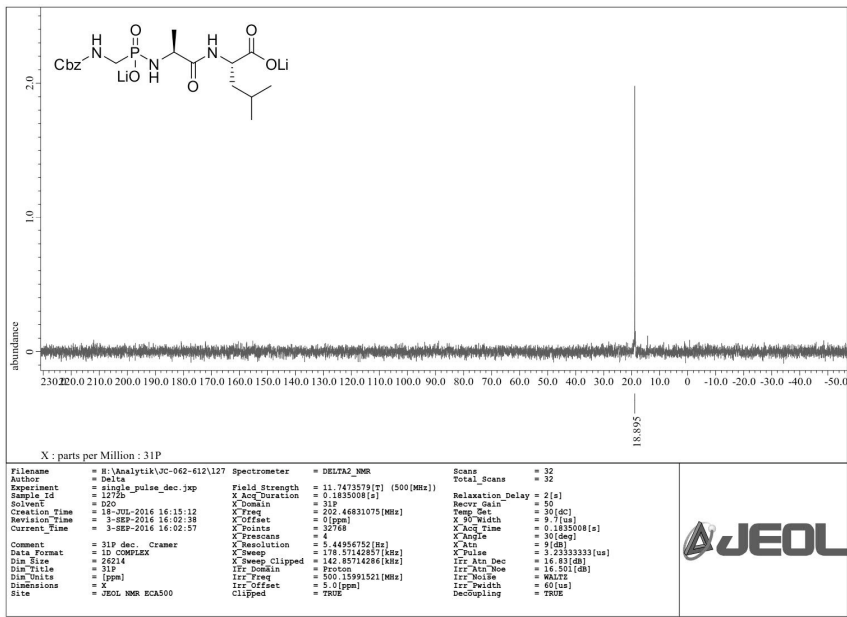 O
H
N
Cbz
P
LiO
N
H
O
H
N
O
OLi
abundance
2.0
1.0
0
230.0 220.0 210.0 200.0 190.0 180.0 170.0 160.0 150.0 140.0 130.0 120.0 110.0 100.0 90.0 80.0 70.0 60.0 50.0 40.0 30.0 20.0 10.0 0 -10.0 -20.0 -30.0 -40.0 -50.0
18.895
X : parts per Million : 31P
Filename = H:\Analytik\JC-062-612\127
Author = Delta
Experiment = single_pulse_dec.jxp
Sample_Id = 1272b
Solvent = D2O
Creation_Time = 18-JUL-2016 16:15:12
Revision_Time = 3-SEP-2016 16:02:38
Current_Time = 3-SEP-2016 16:02:57
Comment = 31P dec. Cramer
Data_Format = 1D COMPLEX
Dim_Size = 26214
Dim_Title = 31P
Dim_Units = [ppm]
Dimensions = X
Site = JEOL NMR ECA500
Spectrometer = DELTA2_NMR
Field_Strength = 11.7473579[T] (500[MHz])
X_Acq_Duration = 0.1835008[s]
X_Domain = 31P
X_Freq = 202.46831075[MHz]
X_Offset = 0[ppm]
X_Points = 32768
X_Prescans = 4
X_Resolution = 5.44956752[Hz]
X_Sweep = 178.57142857[kHz]
X_Sweep_Clipped = 142.85714286[kHz]
Irr_Domain = Proton
Irr_Freq = 500.15991521[MHz]
Irr_Offset = 5.0[ppm]
Clipped = TRUE
Scans = 32
Total_Scans = 32
Relaxation_Delay = 2[s]
Recvr_Gain = 50
Temp_Get = 30[dC]
X_90_Width = 9.7[us]
X_Acq_Time = 0.1835008[s]
X_Angle = 30[deg]
X_Atn = 9[dB]
X_Pulse = 3.23333333[us]
Irr_Atn_Dec = 16.83[dB]
Irr_Atn_Noe = 16.501[dB]
Irr_Noise = WALTZ
Irr_Pwidth = 60[us]
Decoupling = TRUE
JEOL